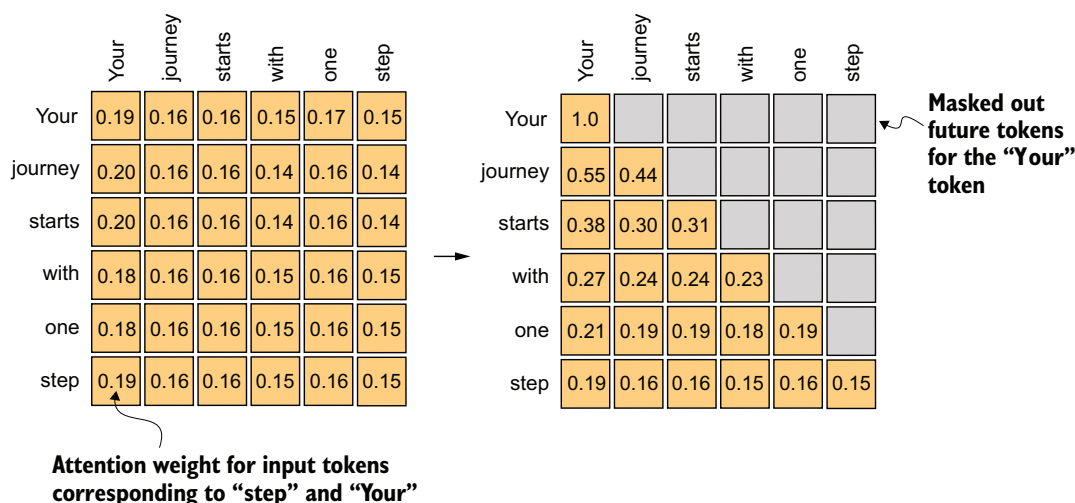 Your journey starts with one step
Your 0.19 0.16 0.16 0.15 0.17 0.15
journey 0.20 0.16 0.16 0.14 0.16 0.14
starts 0.20 0.16 0.16 0.14 0.16 0.14
with 0.18 0.16 0.16 0.15 0.16 0.15
one 0.18 0.16 0.16 0.15 0.16 0.15
step 0.19 0.16 0.16 0.15 0.16 0.15
Attention weight for input tokens
corresponding to “step” and “Your”
Your journey starts with one step
Your 1.0
journey 0.55 0.44
starts 0.38 0.30 0.31
with 0.27 0.24 0.24 0.23
one 0.21 0.19 0.19 0.18 0.19
step 0.19 0.16 0.16 0.15 0.16 0.15
Masked out
future tokens
for the “Your”
token